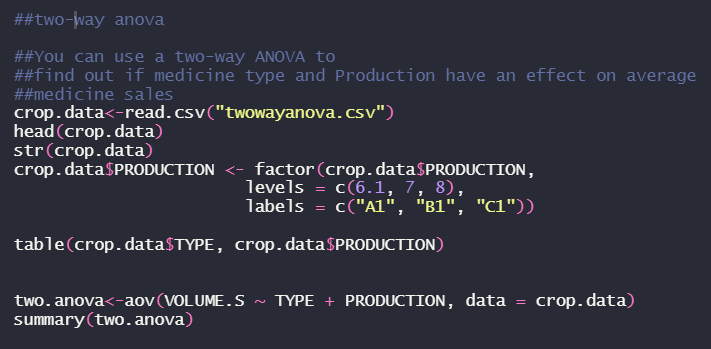 ##two-way anova
##You can use a two-way ANOVA to
##find out if medicine type and Production have an effect on average
##medicine sales
crop.data<-read.csv("twowayanova.csv")
head(crop.data)
str(crop.data)
crop.data$PRODUCTION <- factor(crop.data$PRODUCTION,
levels = c(6.1, 7, 8),
labels = c("A1", "B1", "C1"))
table(crop.data$TYPE, crop.data$PRODUCTION)
two.anova<-aov(VOLUME.S ~ TYPE + PRODUCTION, data = crop.data)
summary(two.anova)